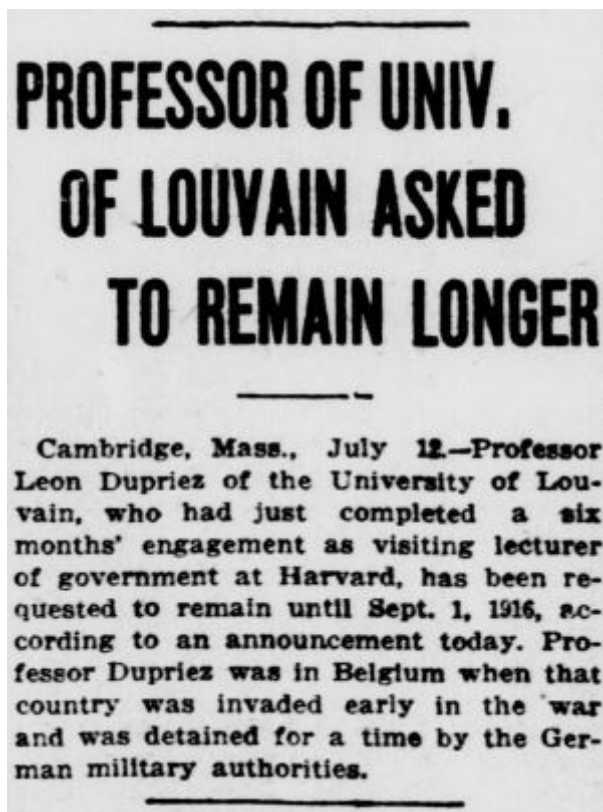 PROFESSOR OF UNIV.
OF LOUVAIN ASKED
TO REMAIN LONGER
Cambridge, Mass., July 12.—Professor
Leon Dupriez of the University of Lou-
vain, who had just completed a six
months' engagement as visiting lecturer
of government at Harvard, has been re-
quested to remain until Sept. 1, 1916, ac-
cording to an announcement today. Pro-
fessor Dupriez was in Belgium when that
country was invaded early in the war
and was detained for a time by the Ger-
man military authorities.